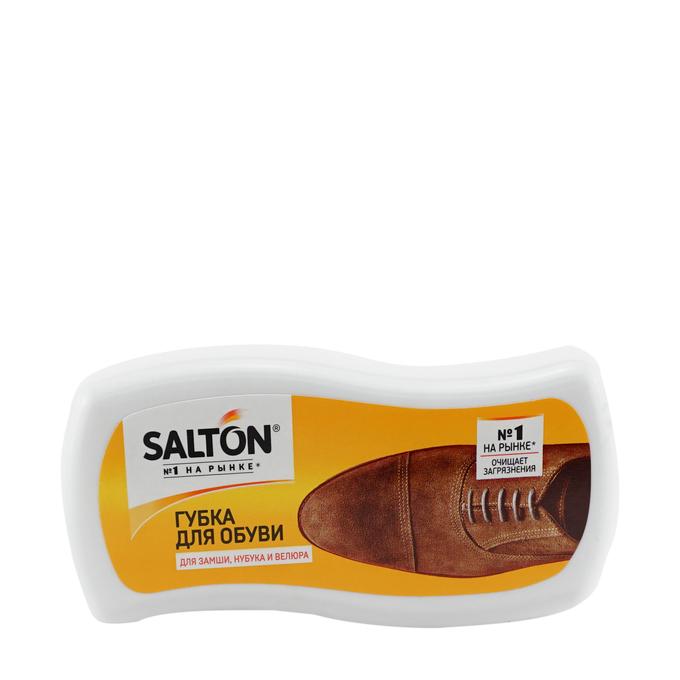 SALTON®
№1 НА РЫНКЕ*
ГУБКА
ДЛЯ ОБУВИ
ДЛЯ ЗАМШИ, НУБУКА И ВЕЛЮРА
№1
НА РЫНКЕ*
ОЧИЩАЕТ
ЗАГРЯЗНЕНИЯ